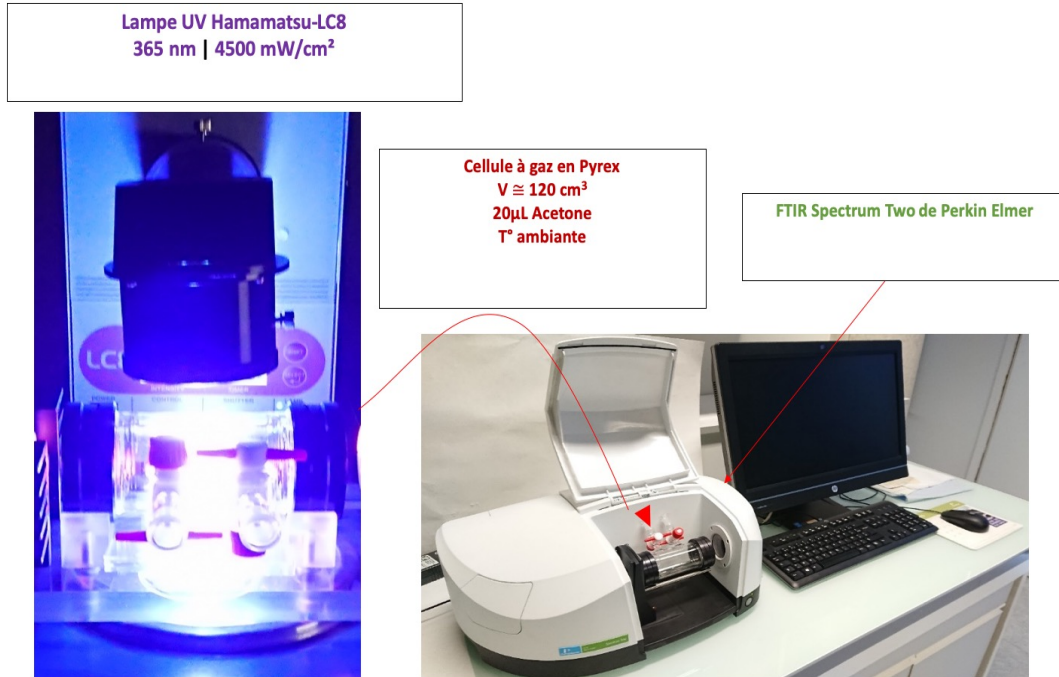 Lampe UV Hamamatsu-LC8
365 nm | 4500 mW/cm²
Cellule à gaz en Pyrex
V ≅ 120 cm³
20µL Acetone
T° ambiante
FTIR Spectrum Two de Perkin Elmer
LC